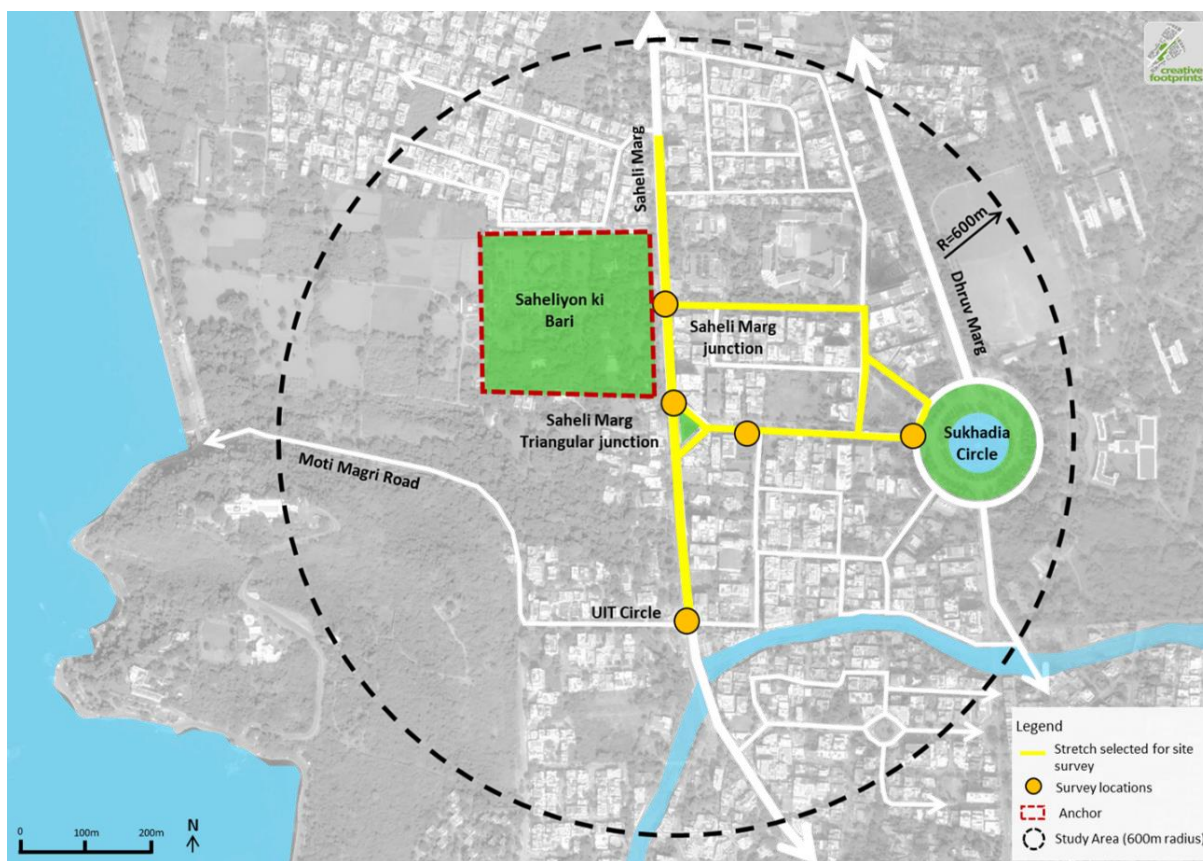 creative
footprints
Saheli Marg
R=600m
Dhruv Marg
Saheliyon ki
Bari
Saheli Marg
junction
Saheli Marg
Triangular junction
Sukhadia
Circle
Moti Magri Road
UIT Circle
Legend
Stretch selected for site
survey
Survey locations
Anchor
Study Area (600m radius)
0 100m 200m
N